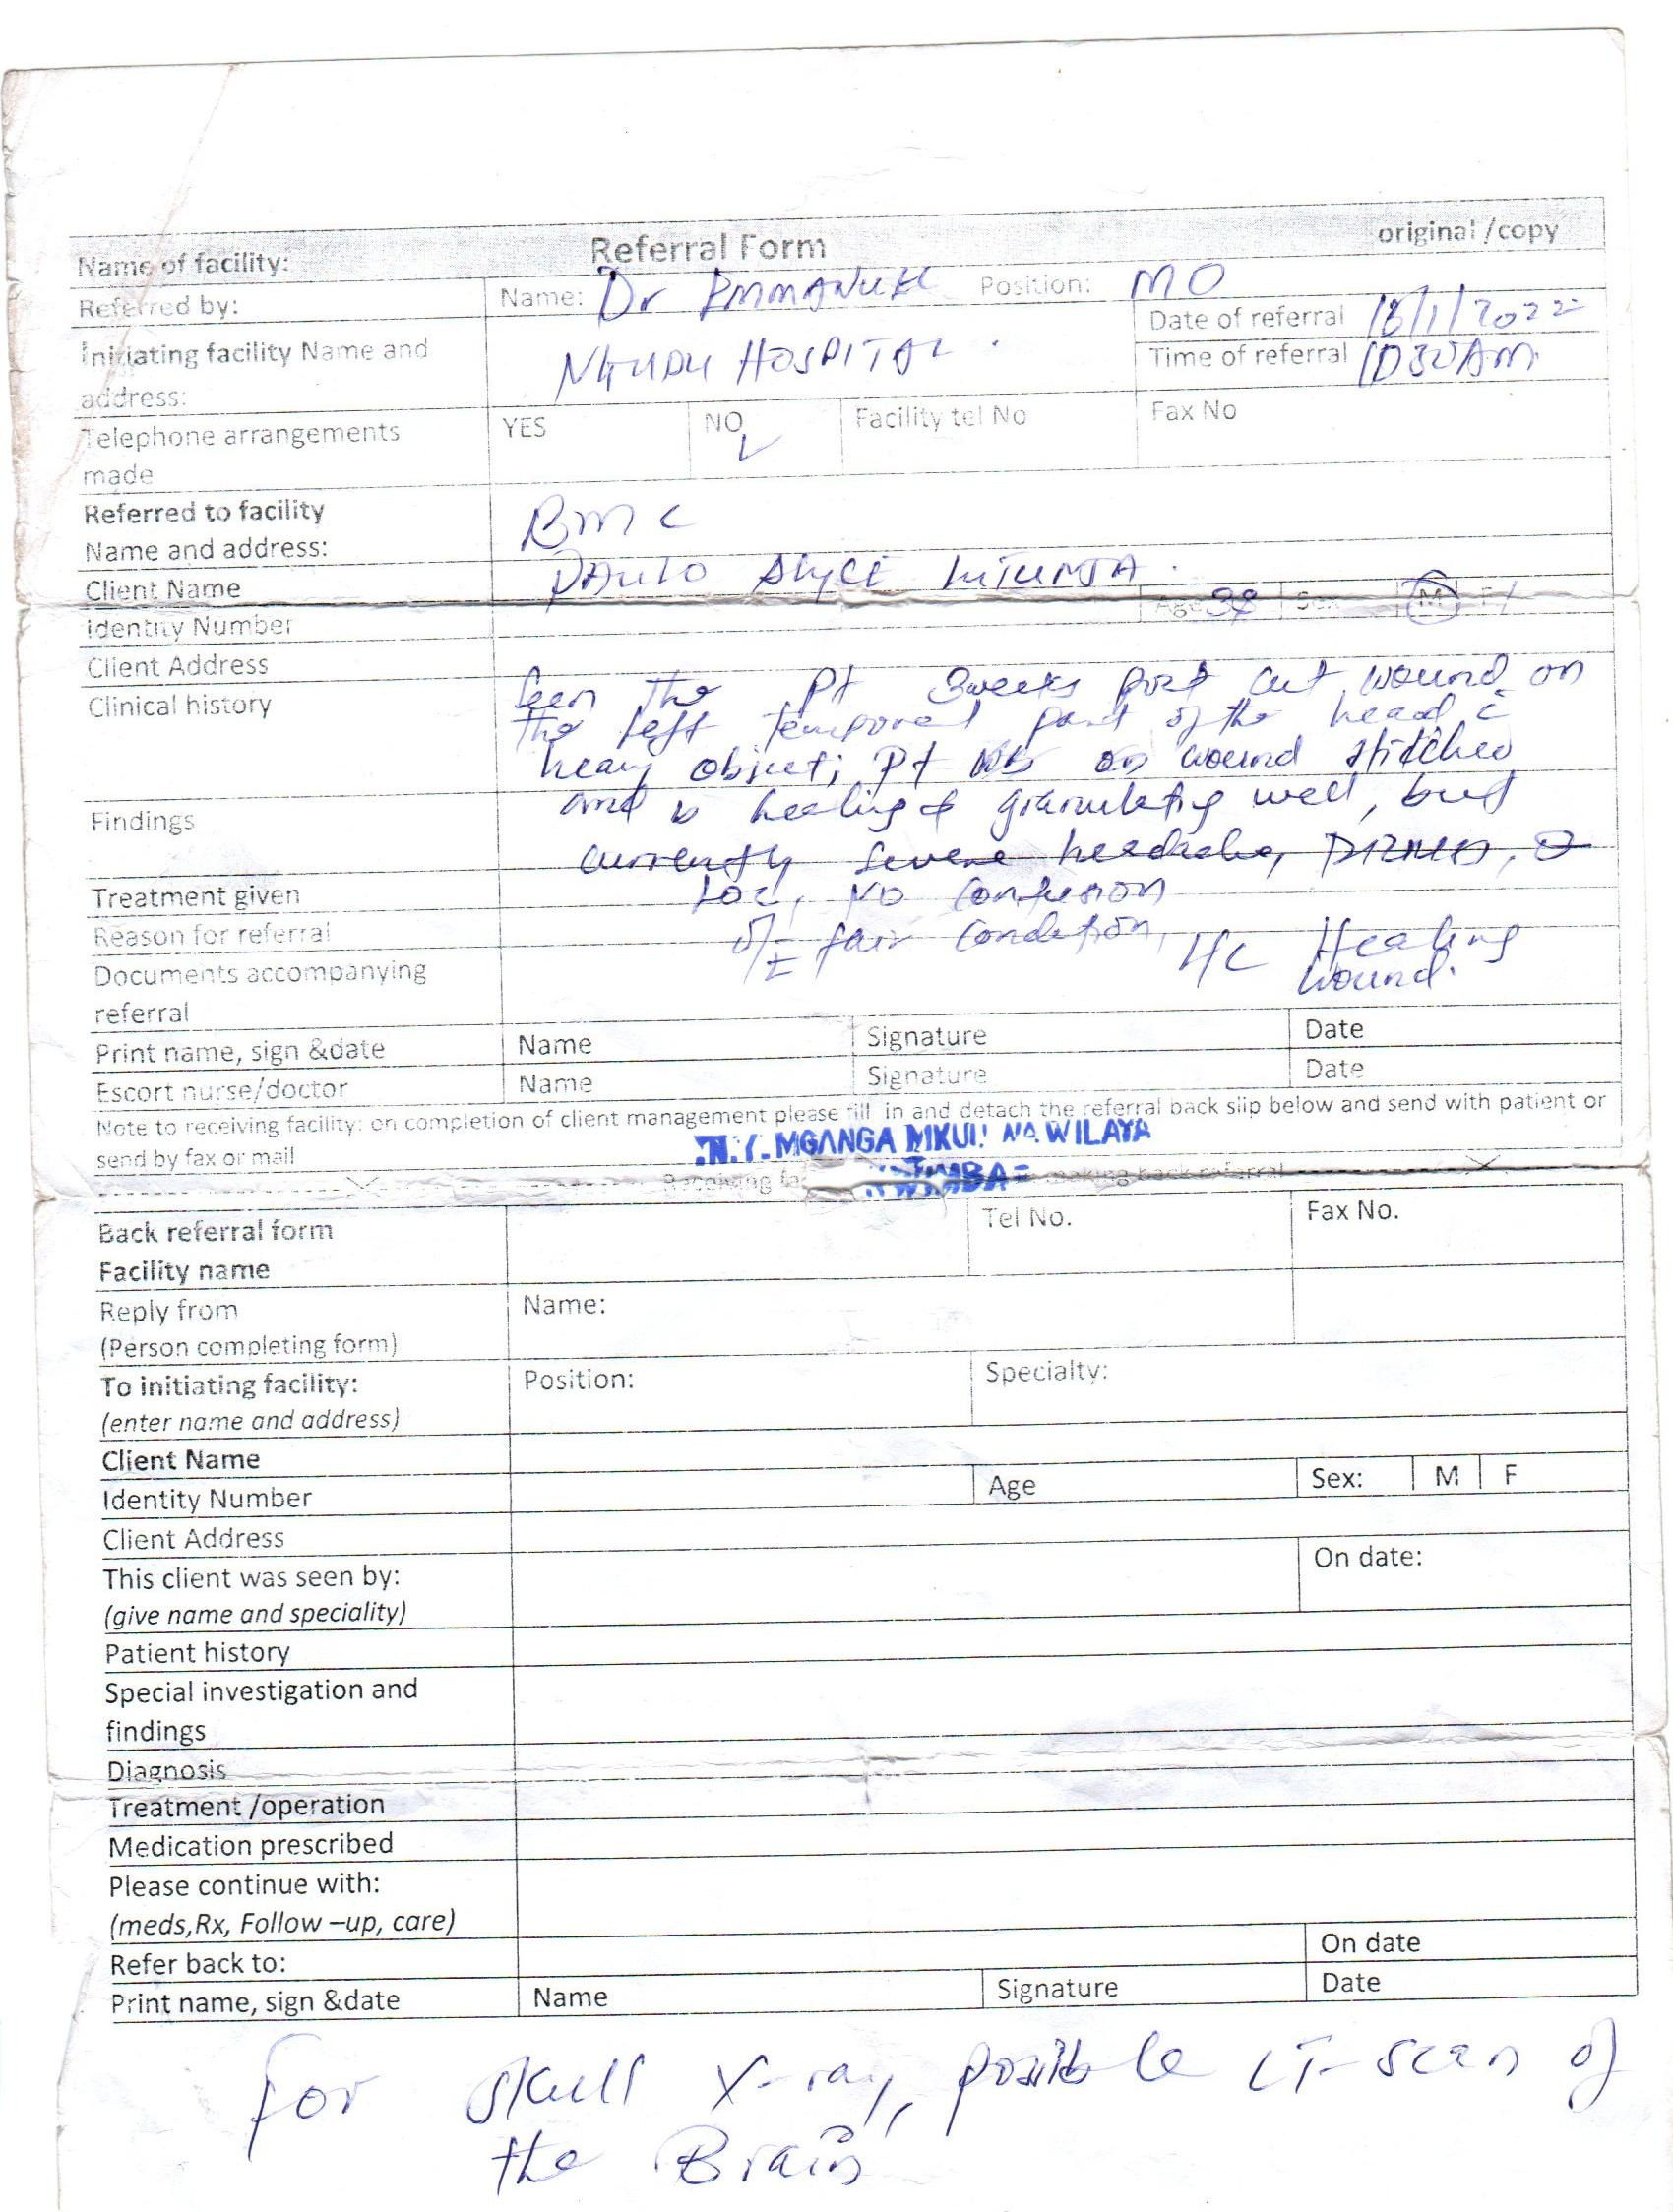 Referral Form
original /copy
Name of facility:
Referred by: Name: Dr EMMANUEL Position: MO
Initiating facility Name and address: HOSPITAL.
Date of referral 18/1/2022
Time of referral 1030AM
Telephone arrangements made YES NO ✓ Facility tel No Fax No
Referred to facility
Name and address: BMC
Client Name PAULO
Identity Number Age 38 Sex M F
Client Address
Clinical history Seen the Pt 3weeks post cut wound on
the left temporal part of the head c̄
heavy object; Pt wound stitched
Findings and is healing & granulating well, but
currently severe headache,
Treatment given LOC, NO confusion
Reason for referral O/E fair condition, Healing
Documents accompanying referral wound.
Print name, sign &date Name Signature Date
Escort nurse/doctor Name Signature Date
Note to receiving facility: on completion of client management please fill in and detach the referral back slip below and send with patient or
send by fax or mail
MGANGA MKUU WA WILAYA
Receiving making back referral
Back referral form
Facility name Tel No. Fax No.
Reply from Name:
(Person completing form)
To initiating facility: Position: Specialty:
(enter name and address)
Client Name
Identity Number Age Sex: M F
Client Address
This client was seen by: On date:
(give name and speciality)
Patient history
Special investigation and
findings
Diagnosis
Treatment /operation
Medication prescribed
Please continue with:
(meds,Rx, Follow –up, care)
Refer back to: On date
Print name, sign &date Name Signature Date
For skull X-ray, possible CT-scan of
the Brain